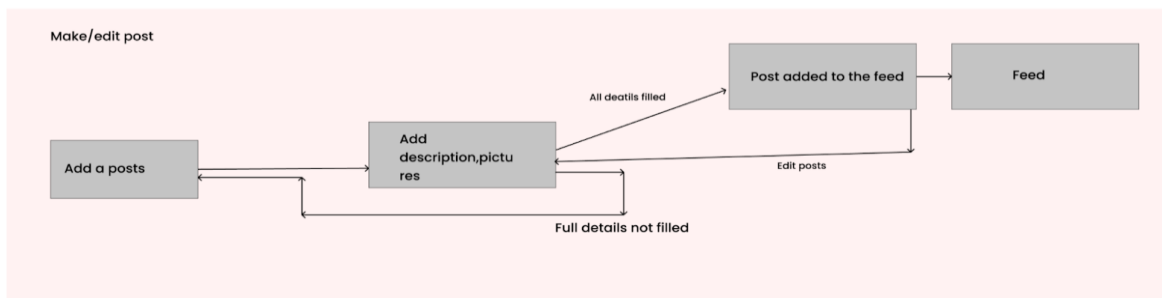 Make/edit post
Post added to the feed
Feed
All deatils filled
Add
description,pictu
res
Add a posts
Edit posts
Full details not filled